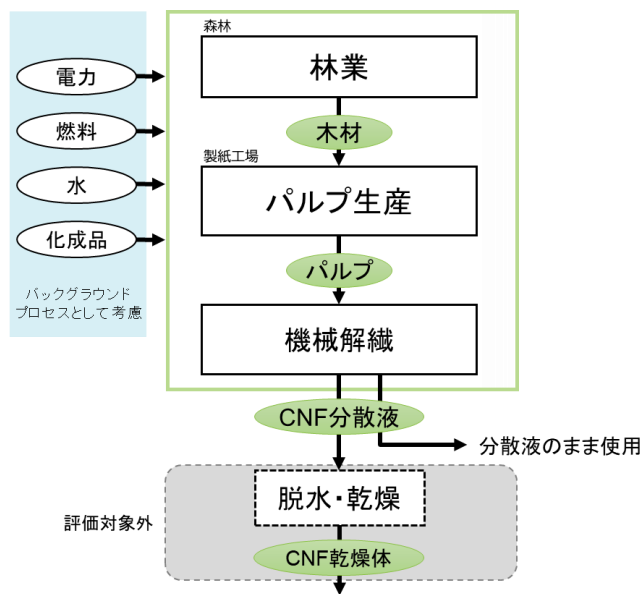 森林
林業
電力
木材
燃料
製紙工場
パルプ生産
水
化成品
パルプ
バックグラウンド
プロセスとして考慮
機械解繊
CNF分散液
分散液のまま使用
脱水・乾燥
評価対象外
CNF乾燥体